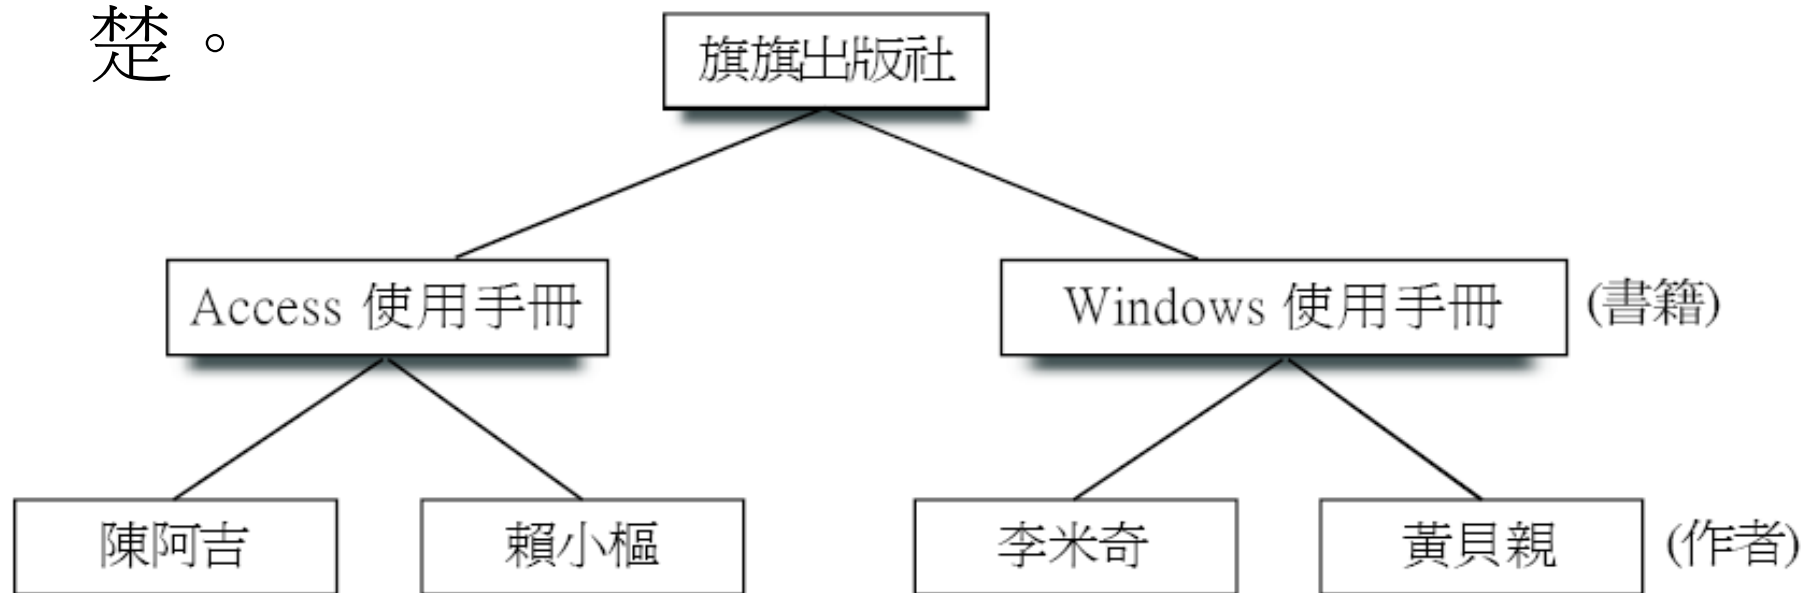 楚。
旗旗出版社
Access 使用手冊
Windows 使用手冊 (書籍)
陳阿吉
賴小樞
李米奇
黃貝親 (作者)